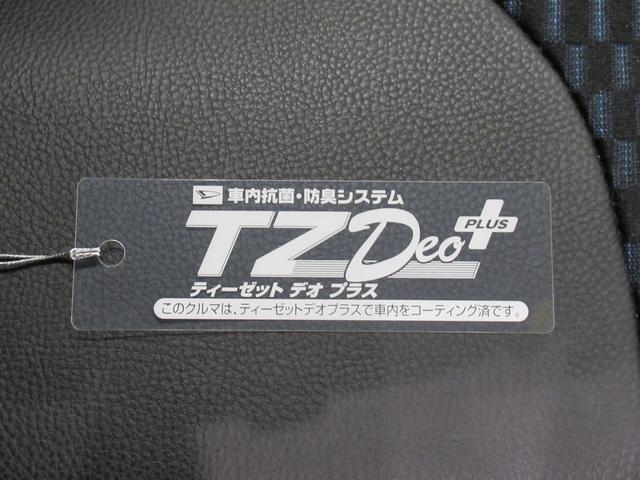 車内抗菌・防臭システム
TZ Deo PLUS
ティーゼット デオ プラス
このクルマは、ティーゼットデオプラスで車内をコーティング済です。